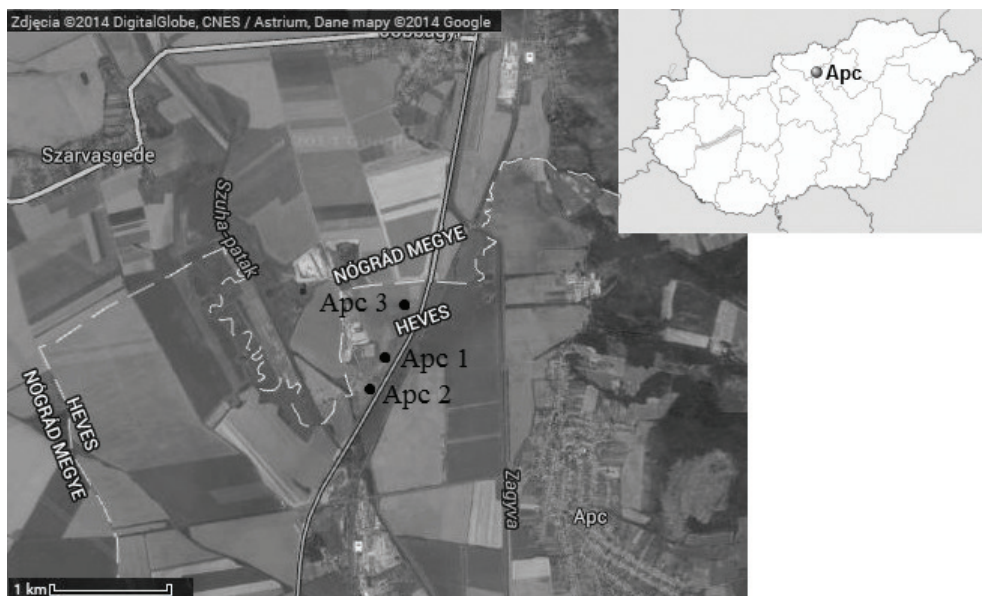 Zdjęcia ©2014 DigitalGlobe, CNES / Astrium, Dane mapy ©2014 Google
Apc
Szarvasgede
Szuha-patak
NÓGRÁD MEGYE
HEVES
Apc 3
Apc 1
Apc 2
HEVES
NÓGRÁD MEGYE
Zagyva
Apc
1 km